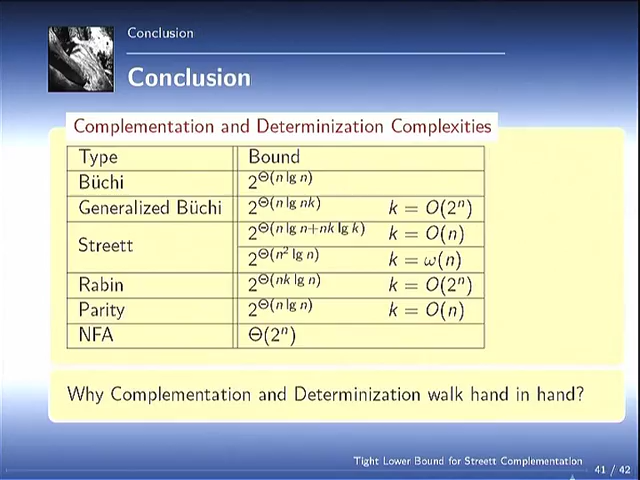 Conclusion
Conclusion
Complementation and Determinization Complexities
Type Bound
Büchi 2^Θ(n lg n)
Generalized Büchi 2^Θ(n lg nk) k = O(2^n)
Streett 2^Θ(n lg n+nk lg k) k = O(n)
2^Θ(n² lg n) k = ω(n)
Rabin 2^Θ(nk lg n) k = O(2^n)
Parity 2^Θ(n lg n) k = O(n)
NFA Θ(2^n)
Why Complementation and Determinization walk hand in hand?
Tight Lower Bound for Streett Complementation
41 / 42